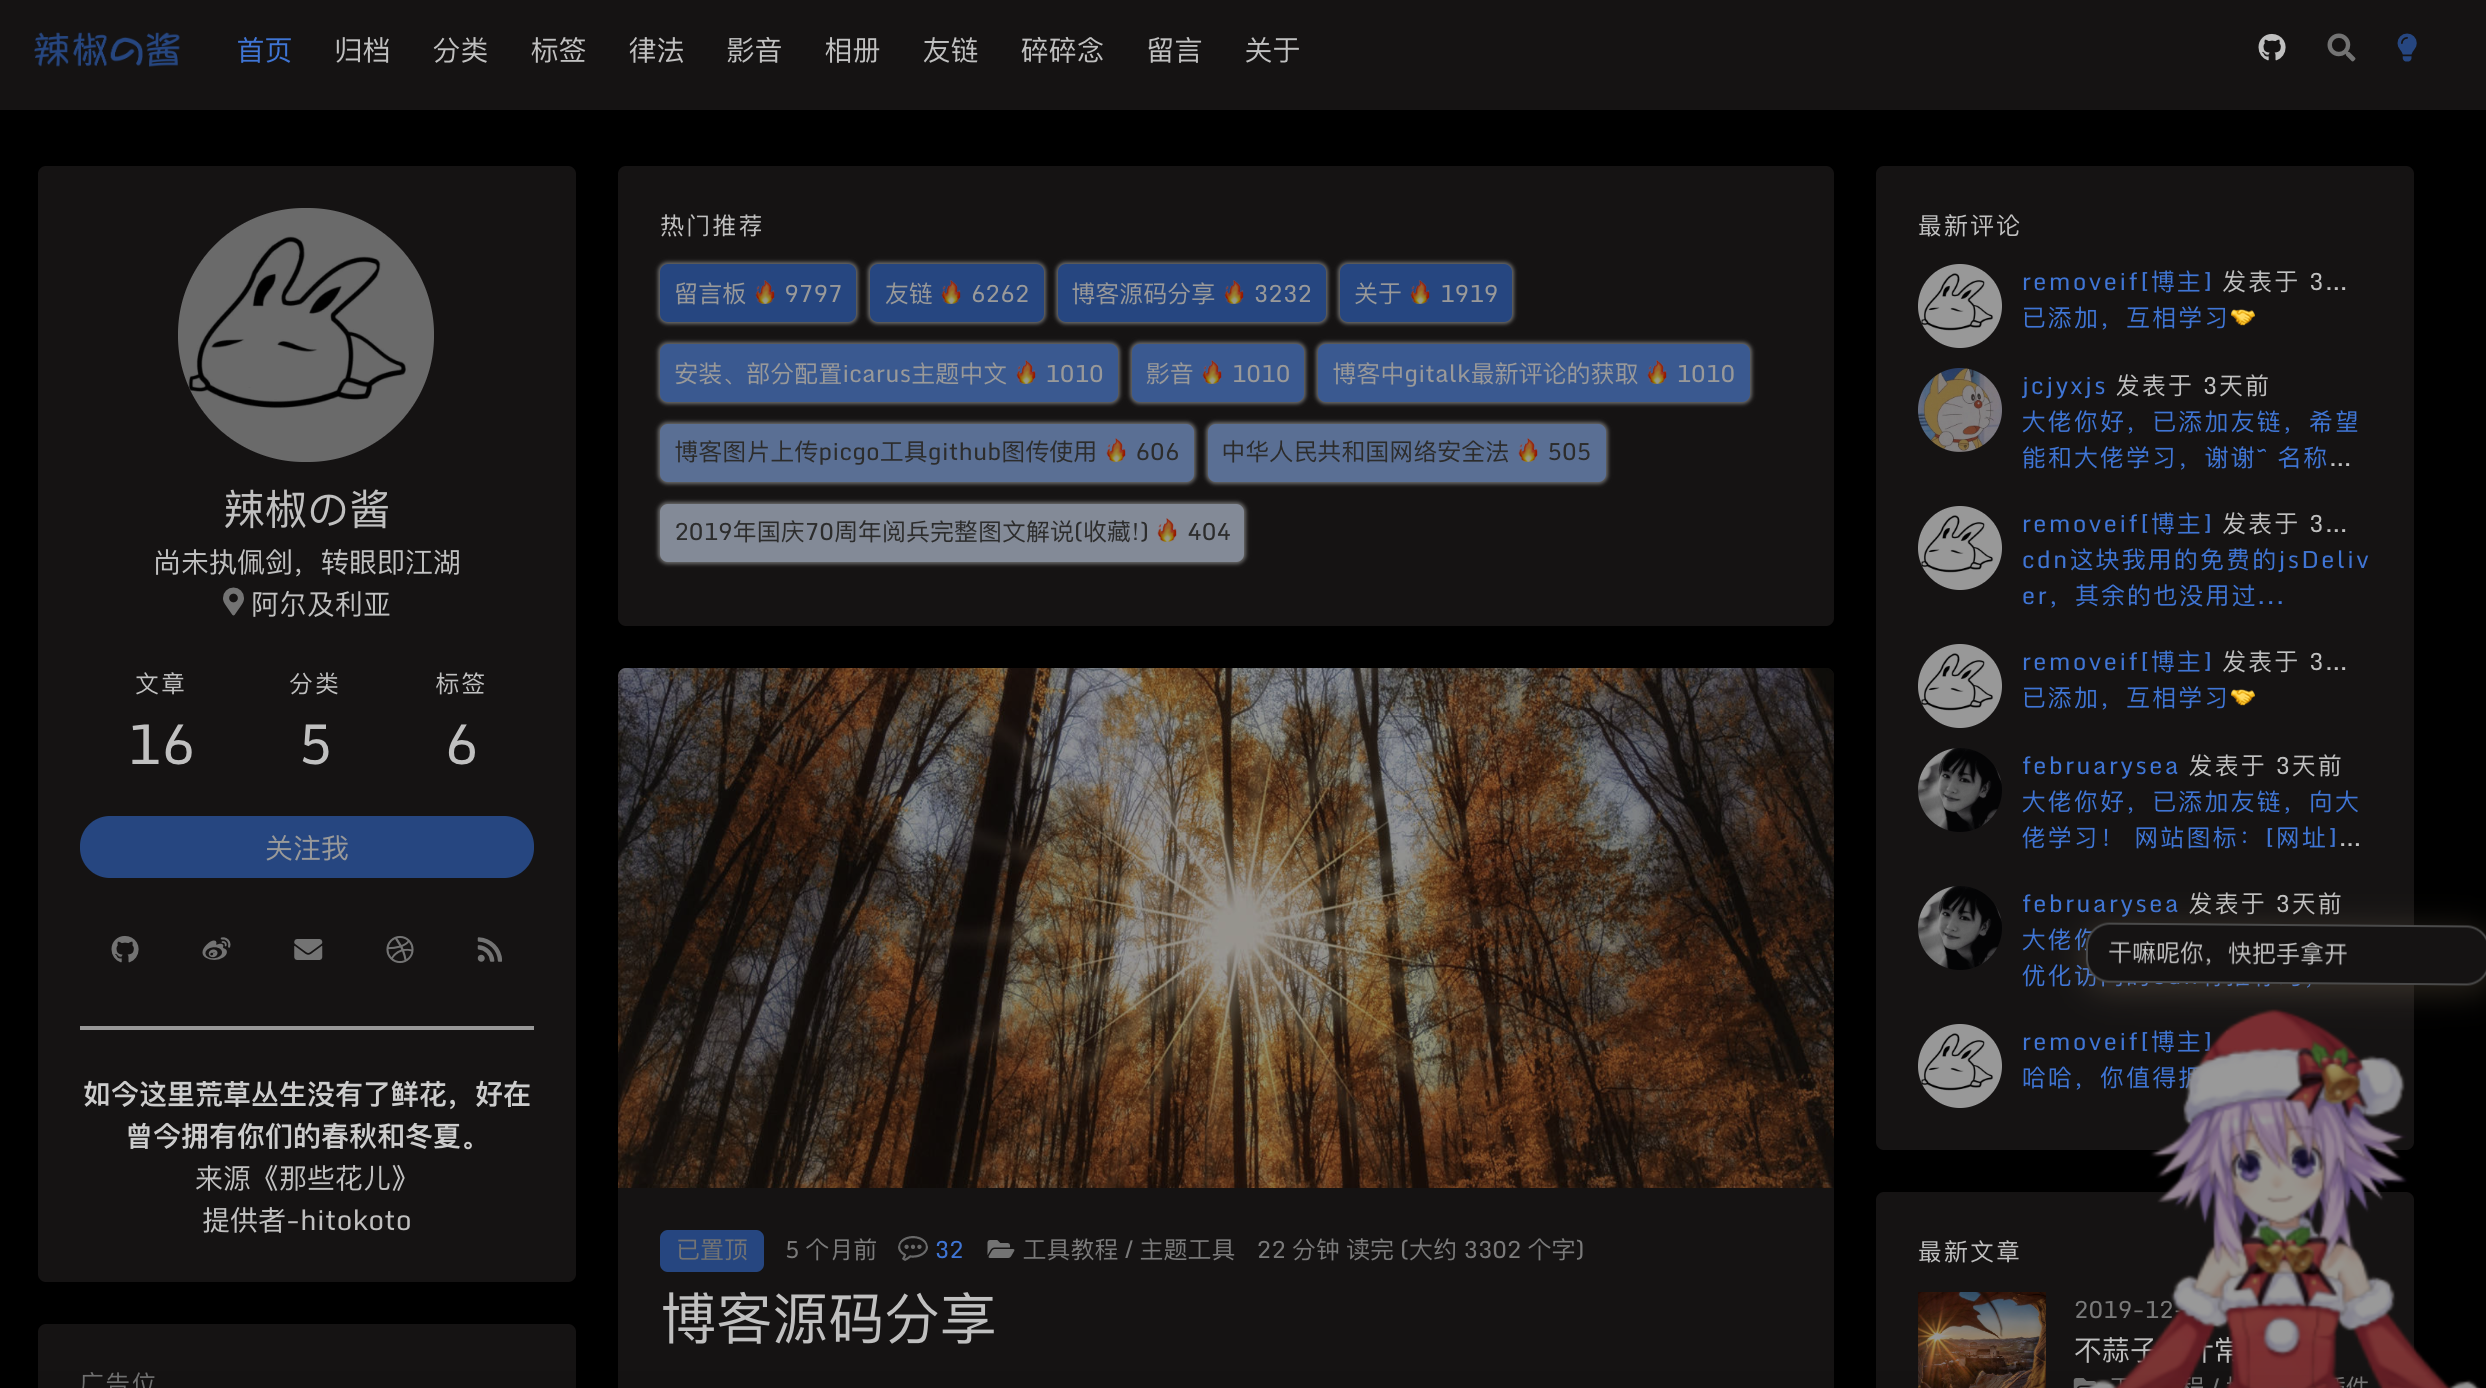 辣椒の酱 首页 归档 分类 标签 律法 影音 相册 友链 碎碎念 留言 关于
辣椒の酱
尚未执佩剑，转眼即江湖
阿尔及利亚
文章 分类 标签
16 5 6
关注我
如今这里荒草丛生没有了鲜花，好在
曾今拥有你们的春秋和冬夏。
来源《那些花儿》
提供者-hitokoto
广告位
热门推荐
留言板 🔥 9797 友链 🔥 6262 博客源码分享 🔥 3232 关于 🔥 1919
安装、部分配置icarus主题中文 🔥 1010 影音 🔥 1010 博客中gitalk最新评论的获取 🔥 1010
博客图片上传picgo工具github图传使用 🔥 606 中华人民共和国网络安全法 🔥 505
2019年国庆70周年阅兵完整图文解说(收藏!) 🔥 404
已置顶 5 个月前 32 工具教程 / 主题工具 22 分钟 读完 (大约 3302 个字)
博客源码分享
最新评论
removeif[博主] 发表于 3...
已添加，互相学习🤝
jcjyxjs 发表于 3天前
大佬你好，已添加友链，希望
能和大佬学习，谢谢~ 名称...
removeif[博主] 发表于 3...
cdn这块我用的免费的jsDeliv
er，其余的也没用过...
removeif[博主] 发表于 3...
已添加，互相学习🤝
februarysea 发表于 3天前
大佬你好，已添加友链，向大
佬学习！ 网站图标：[网址]...
februarysea 发表于 3天前
大佬
优化
干嘛呢你，快把手拿开
removeif[博主]
哈哈，你值得
最新文章
2019-12-
不蒜子